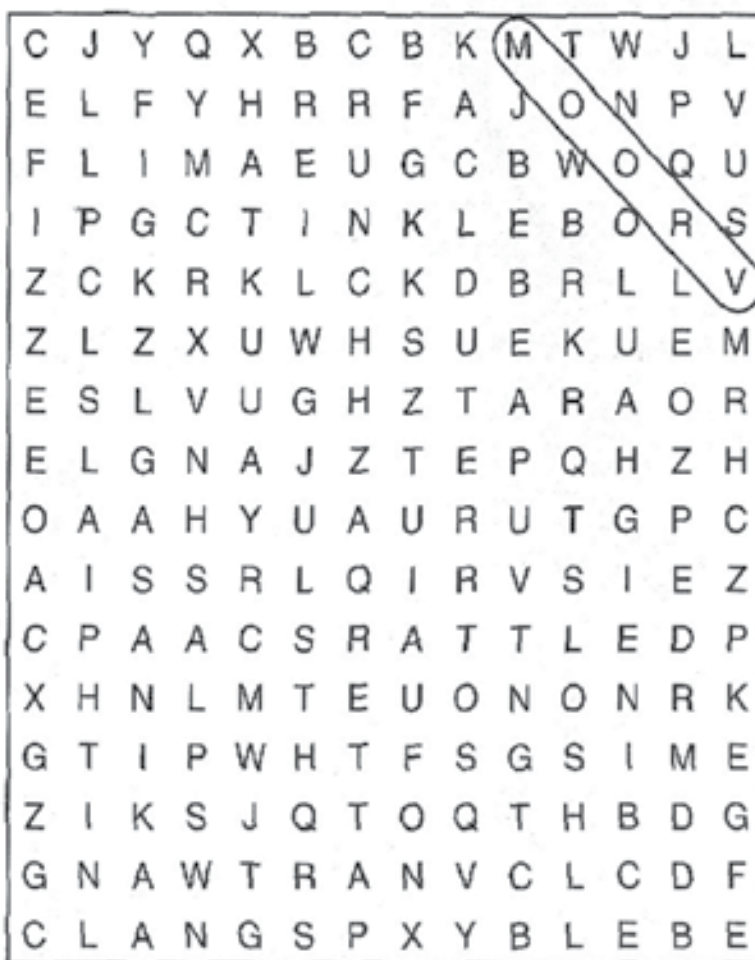 C J Y Q X B C B K M T W J L
E L F Y H R R F A J O N P V
F L I M A E U G C B W O Q U
I P G C T I N K L E B O R S
Z C K R K L C K D B R L L V
Z L Z X U W H S U E K U E M
E S L V U G H Z T A R A O R
E L G N A J Z T E P Q H Z H
O A A H Y U A U R U T G P C
A I S S R L Q I R V S I E Z
C P A A C S R A T T L E D P
X H N L M T E U O N O N R K
G T I P W H T F S G S I M E
Z I K S J Q T O Q T H B D G
G N A W T R A N V C L C D F
C L A N G S P X Y B L E B E